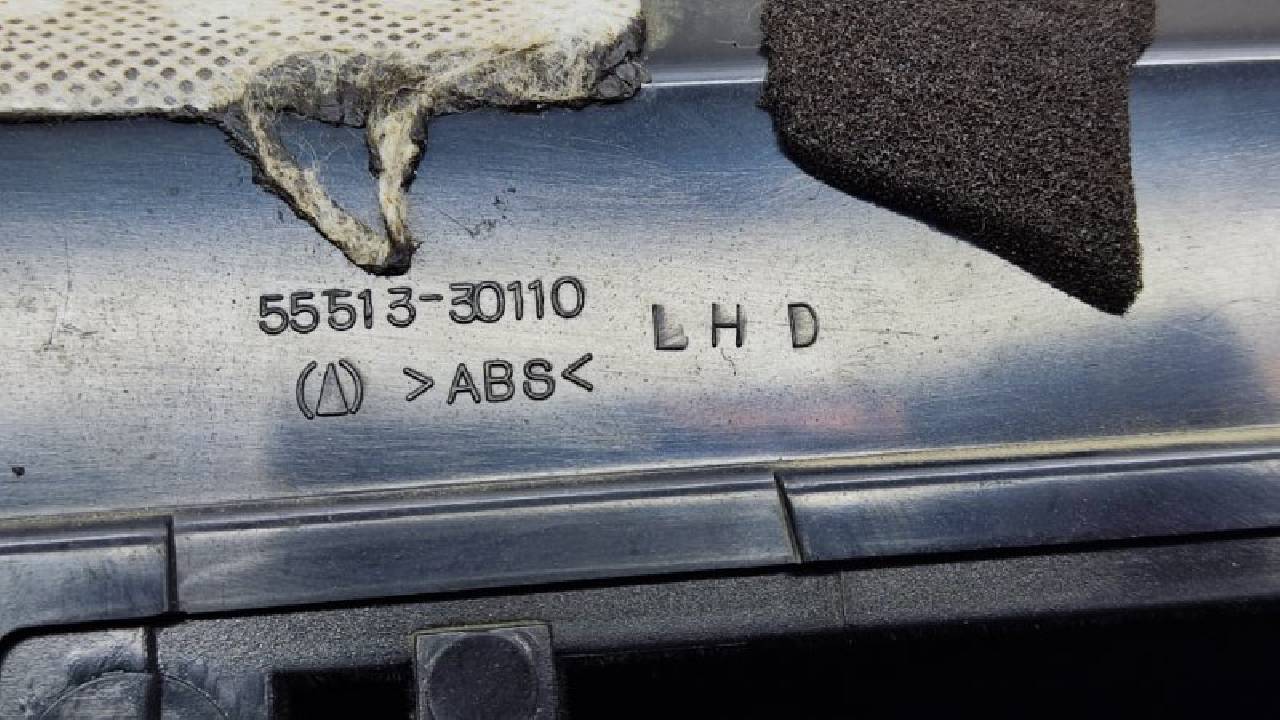 55513-30110
LHD
(△) >ABS<